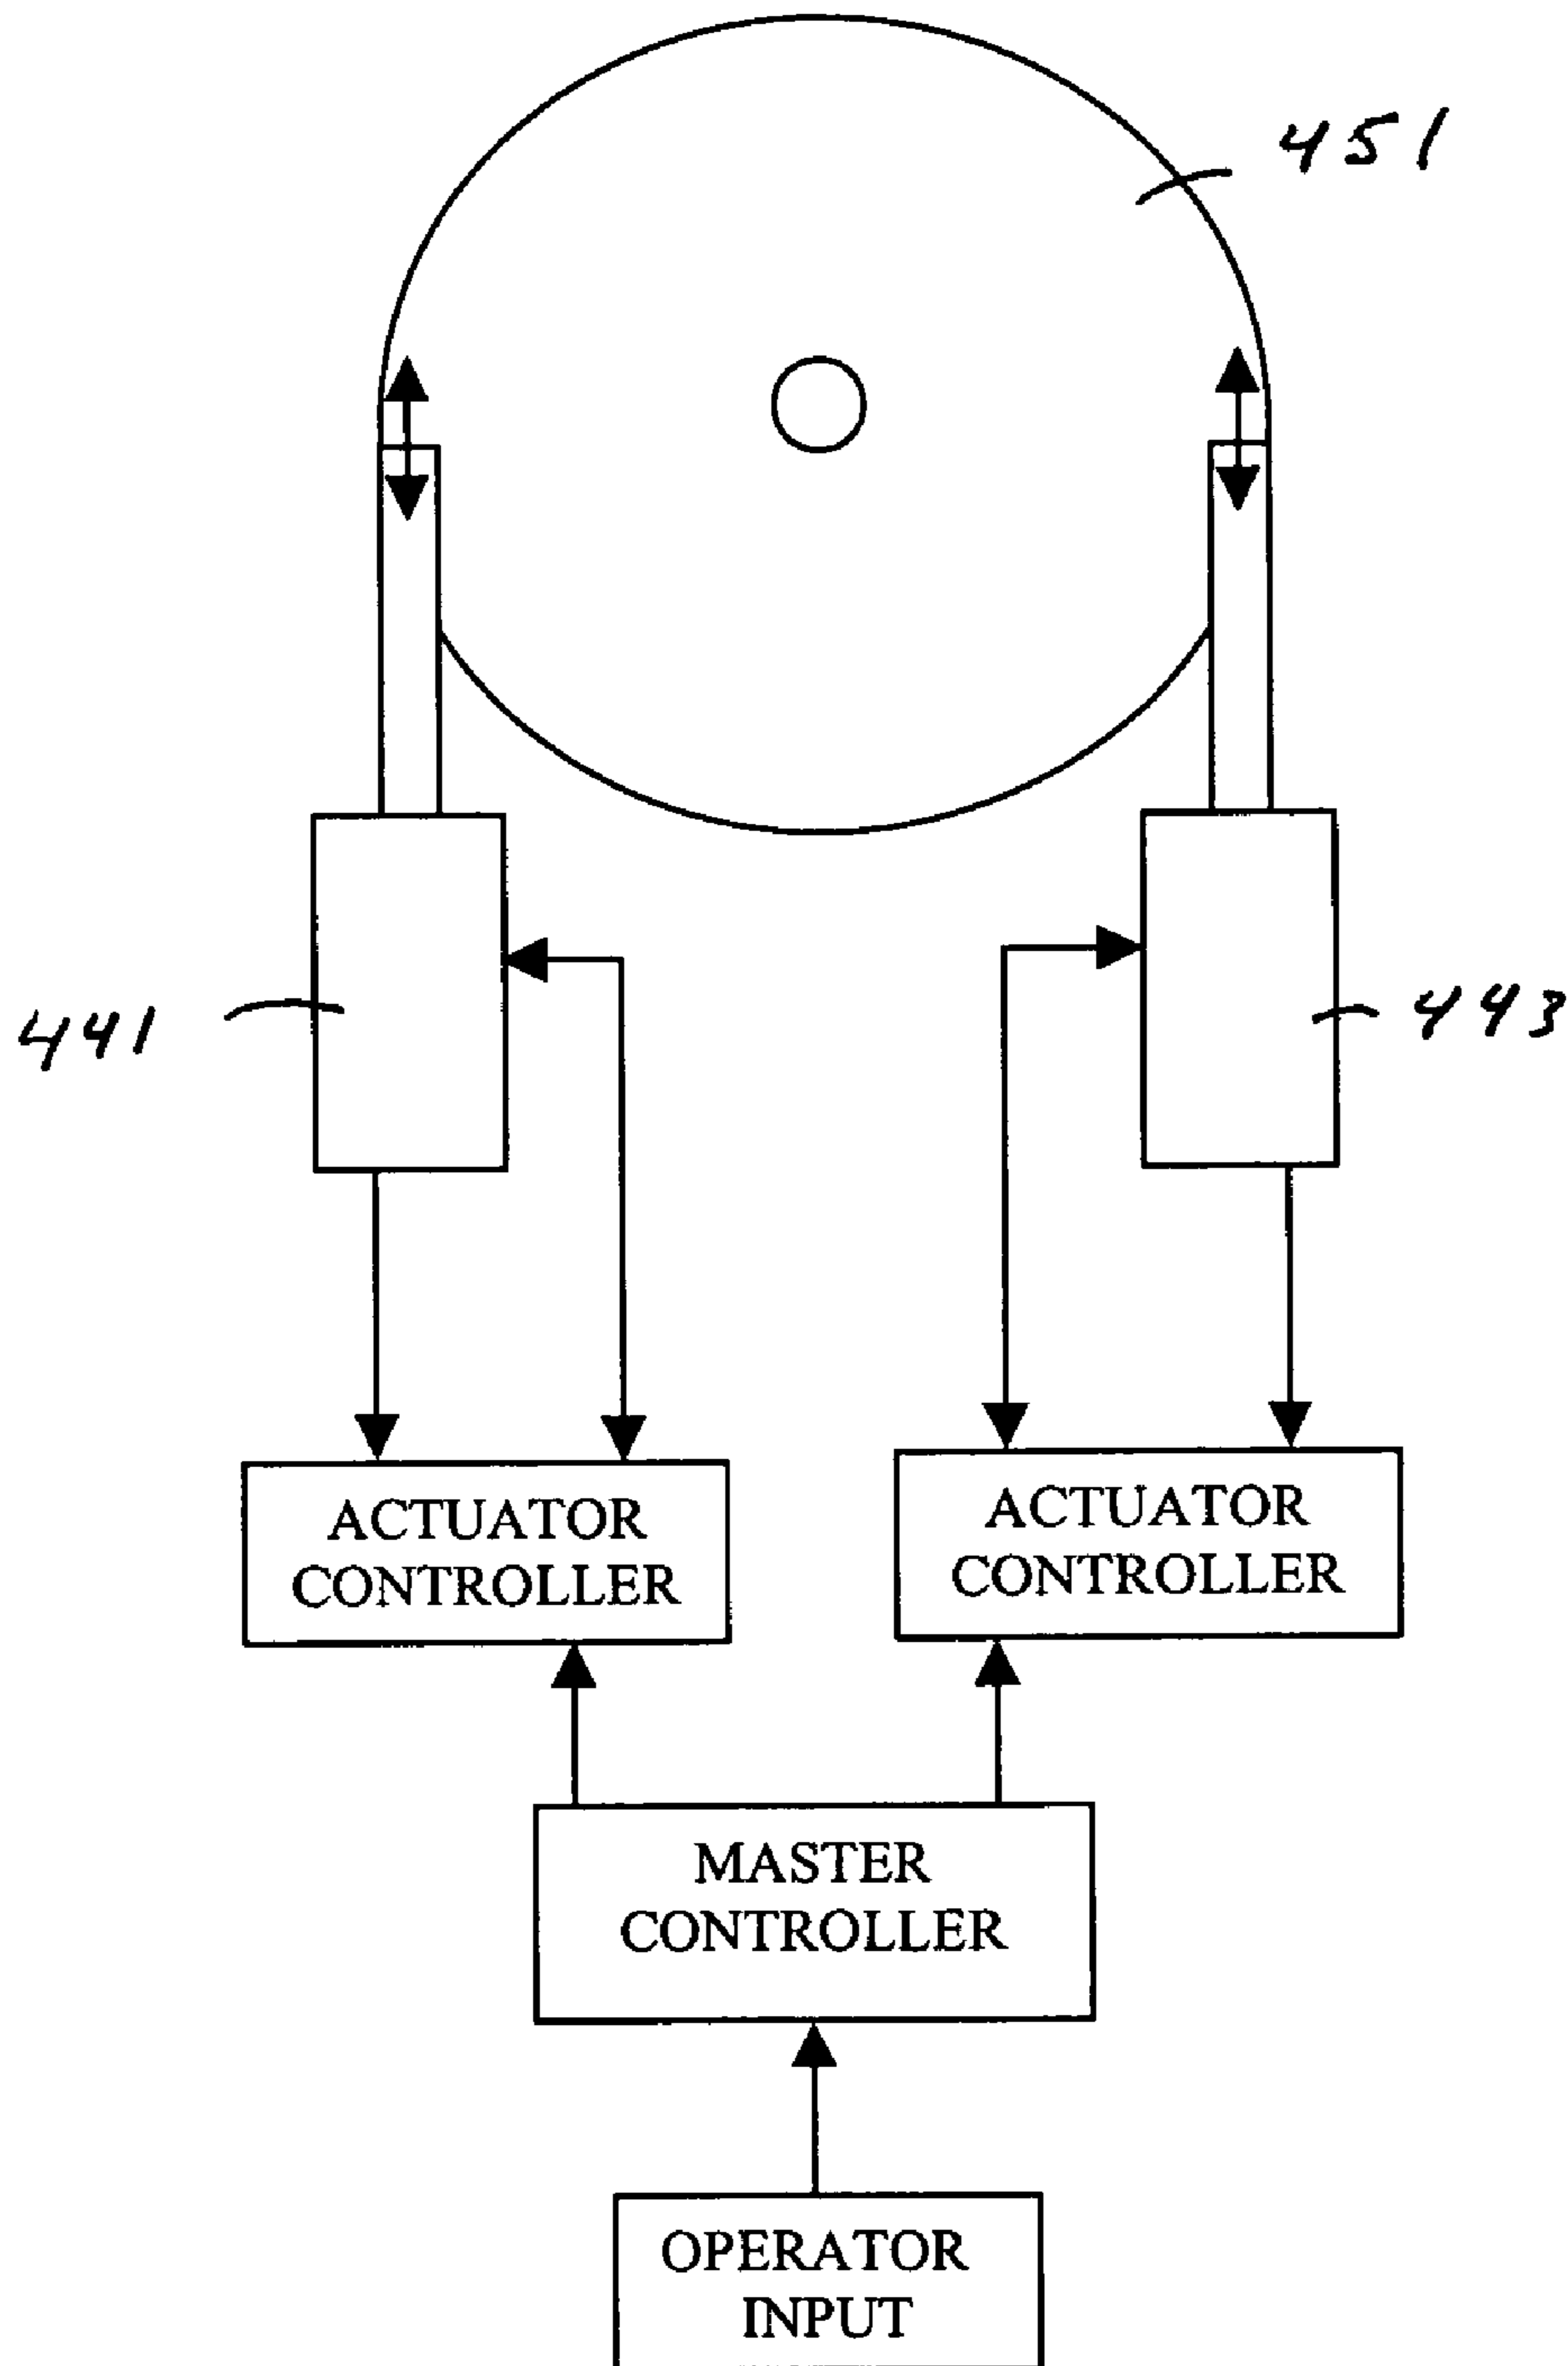 451
441
443
ACTUATOR
CONTROLLER
ACTUATOR
CONTROLLER
MASTER
CONTROLLER
OPERATOR
INPUT